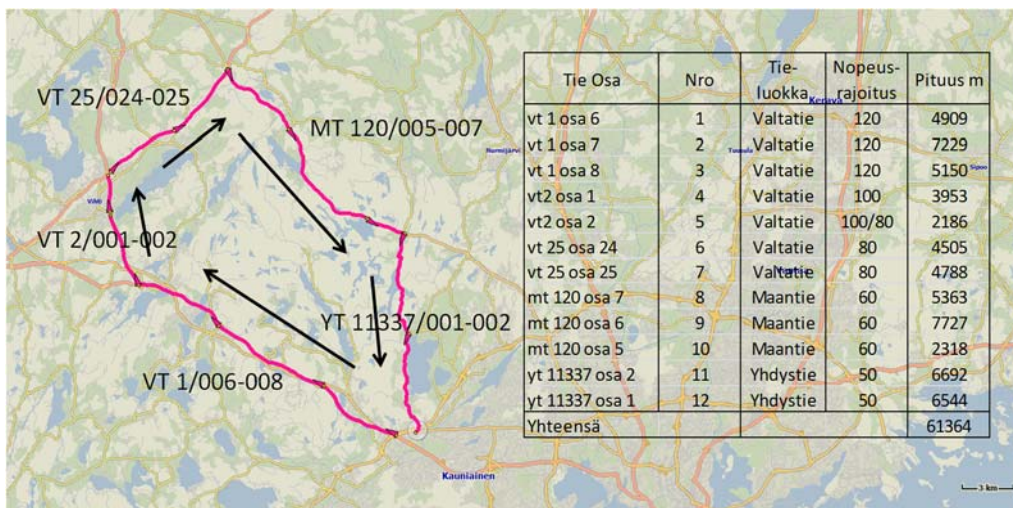 VT 25/024-025
MT 120/005-007
VT 2/001-002
YT 11337/001-002
VT 1/006-008
Vihti
Nurmijärvi
Kauniainen
Kerava
Tuusula
Sipoo
3 km
Tie Osa Nro Tie-luokka Nopeus-rajoitus Pituus m
vt 1 osa 6 1 Valtatie 120 4909
vt 1 osa 7 2 Valtatie 120 7229
vt 1 osa 8 3 Valtatie 120 5150
vt2 osa 1 4 Valtatie 100 3953
vt2 osa 2 5 Valtatie 100/80 2186
vt 25 osa 24 6 Valtatie 80 4505
vt 25 osa 25 7 Valtatie 80 4788
mt 120 osa 7 8 Maantie 60 5363
mt 120 osa 6 9 Maantie 60 7727
mt 120 osa 5 10 Maantie 60 2318
yt 11337 osa 2 11 Yhdystie 50 6692
yt 11337 osa 1 12 Yhdystie 50 6544
Yhteensä 61364